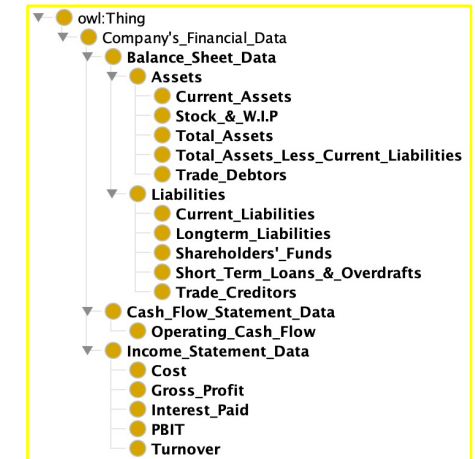 owl:Thing
Company's_Financial_Data
Balance_Sheet_Data
Assets
Current_Assets
Stock_&_W.I.P
Total_Assets
Total_Assets_Less_Current_Liabilities
Trade_Debtors
Liabilities
Current_Liabilities
Longterm_Liabilities
Shareholders'_Funds
Short_Term_Loans_&_Overdrafts
Trade_Creditors
Cash_Flow_Statement_Data
Operating_Cash_Flow
Income_Statement_Data
Cost
Gross_Profit
Interest_Paid
PBIT
Turnover